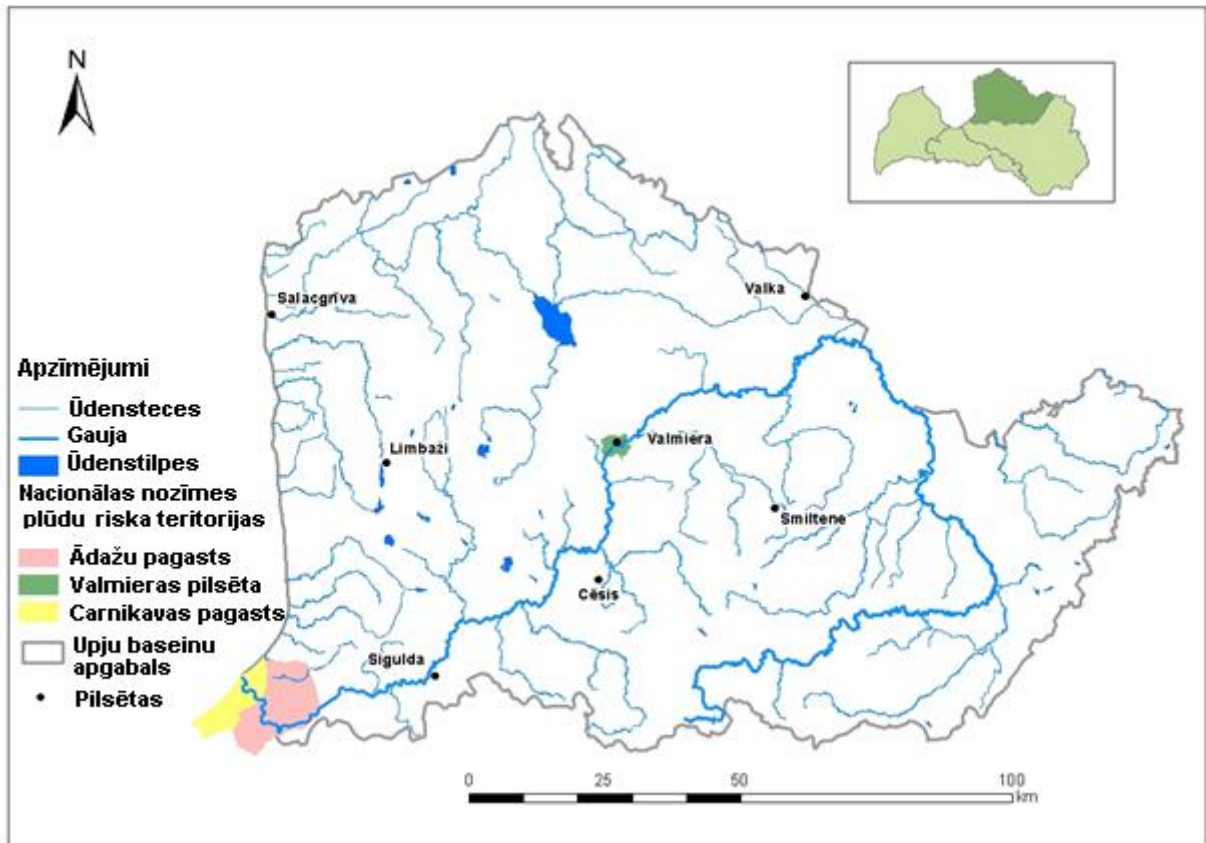 N
Valka
Salacgrīva
Apzīmējumi
Ūdensteces
Gauja
Ūdenstilpes
Nacionālas nozīmes
plūdu riska teritorijas
Ādažu pagasts
Valmieras pilsēta
Carnikavas pagasts
Upju baseinu
apgabals
Pilsētas
Limbaži
Valmiera
Smiltene
Cēsis
Sigulda
0 25 50 100
km